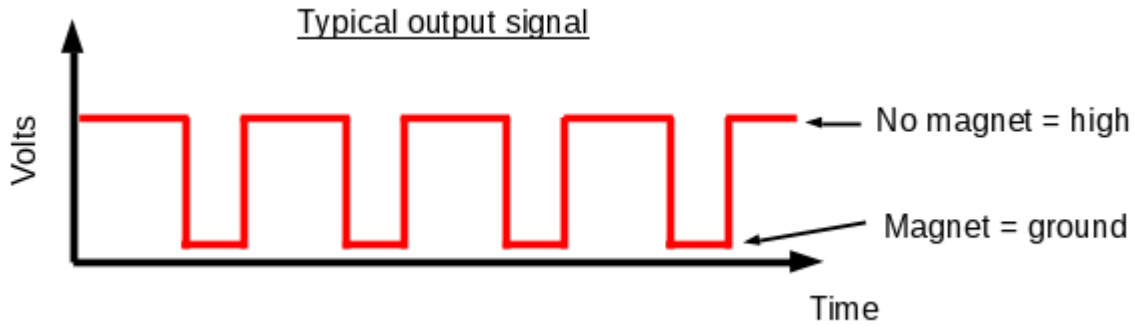 Typical output signal
Volts
No magnet = high
Magnet = ground
Time